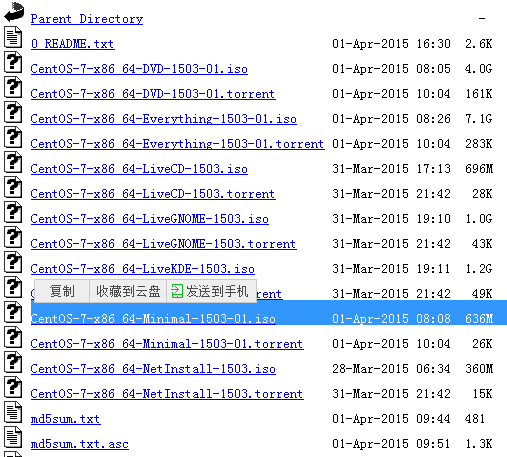 Parent Directory -
0_README.txt 01-Apr-2015 16:30 2.6K
CentOS-7-x86_64-DVD-1503-01.iso 01-Apr-2015 08:05 4.0G
CentOS-7-x86_64-DVD-1503-01.torrent 01-Apr-2015 10:04 161K
CentOS-7-x86_64-Everything-1503-01.iso 01-Apr-2015 08:26 7.1G
CentOS-7-x86_64-Everything-1503-01.torrent 01-Apr-2015 10:04 283K
CentOS-7-x86_64-LiveCD-1503.iso 31-Mar-2015 17:13 696M
CentOS-7-x86_64-LiveCD-1503.torrent 31-Mar-2015 21:42 28K
CentOS-7-x86_64-LiveGNOME-1503.iso 31-Mar-2015 19:10 1.0G
CentOS-7-x86_64-LiveGNOME-1503.torrent 31-Mar-2015 21:42 43K
CentOS-7-x86_64-LiveKDE-1503.iso 31-Mar-2015 19:11 1.2G
复制 收藏到云盘 发送到手机 rent 31-Mar-2015 21:42 49K
CentOS-7-x86_64-Minimal-1503-01.iso 01-Apr-2015 08:08 636M
CentOS-7-x86_64-Minimal-1503-01.torrent 01-Apr-2015 10:04 26K
CentOS-7-x86_64-NetInstall-1503.iso 28-Mar-2015 06:34 360M
CentOS-7-x86_64-NetInstall-1503.torrent 31-Mar-2015 21:42 15K
md5sum.txt 01-Apr-2015 09:44 481
md5sum.txt.asc 01-Apr-2015 09:51 1.3K